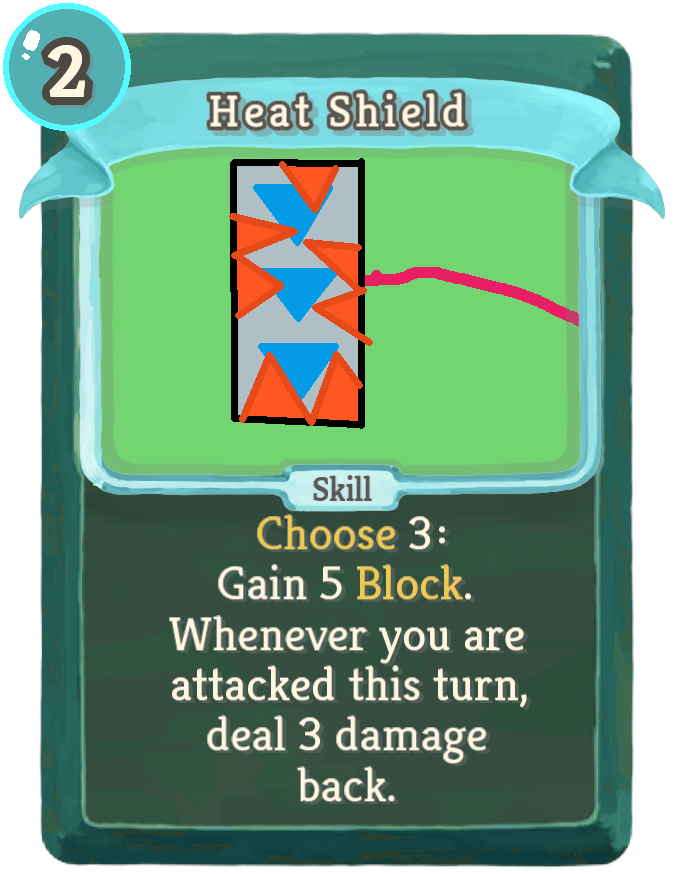 2
Heat Shield
Skill
Choose 3:
Gain 5 Block.
Whenever you are
attacked this turn,
deal 3 damage
back.